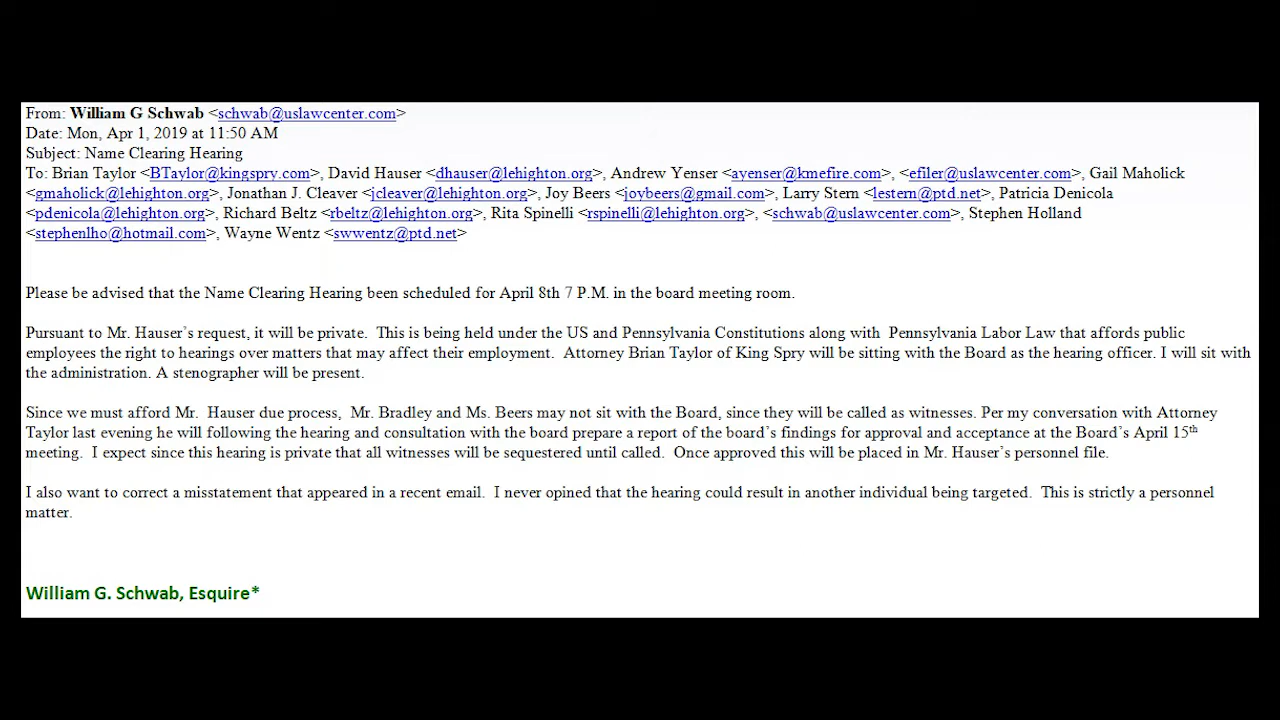 From: William G Schwab <schwab@uslawcenter.com>
Date: Mon, Apr 1, 2019 at 11:50 AM
Subject: Name Clearing Hearing
To: Brian Taylor <BTaylor@kingspry.com>, David Hauser <dhauser@lehighton.org>, Andrew Yenser <ayenser@kmefire.com>, <efiler@uslawcenter.com>, Gail Maholick
<gmaholick@lehighton.org>, Jonathan J. Cleaver <jcleaver@lehighton.org>, Joy Beers <joybeers@gmail.com>, Larry Stern <lestern@ptd.net>, Patricia Denicola
<pdenicola@lehighton.org>, Richard Beltz <rbeltz@lehighton.org>, Rita Spinelli <rspinelli@lehighton.org>, <schwab@uslawcenter.com>, Stephen Holland
<stephenlho@hotmail.com>, Wayne Wentz <swwentz@ptd.net>
Please be advised that the Name Clearing Hearing been scheduled for April 8th 7 P.M. in the board meeting room.
Pursuant to Mr. Hauser's request, it will be private.  This is being held under the US and Pennsylvania Constitutions along with  Pennsylvania Labor Law that affords public
employees the right to hearings over matters that may affect their employment.  Attorney Brian Taylor of King Spry will be sitting with the Board as the hearing officer. I will sit with
the administration. A stenographer will be present.
Since we must afford Mr.  Hauser due process,  Mr. Bradley and Ms. Beers may not sit with the Board, since they will be called as witnesses. Per my conversation with Attorney
Taylor last evening he will following the hearing and consultation with the board prepare a report of the board's findings for approval and acceptance at the Board's April 15th
meeting.  I expect since this hearing is private that all witnesses will be sequestered until called.  Once approved this will be placed in Mr. Hauser's personnel file.
I also want to correct a misstatement that appeared in a recent email.  I never opined that the hearing could result in another individual being targeted.  This is strictly a personnel
matter.
William G. Schwab, Esquire*